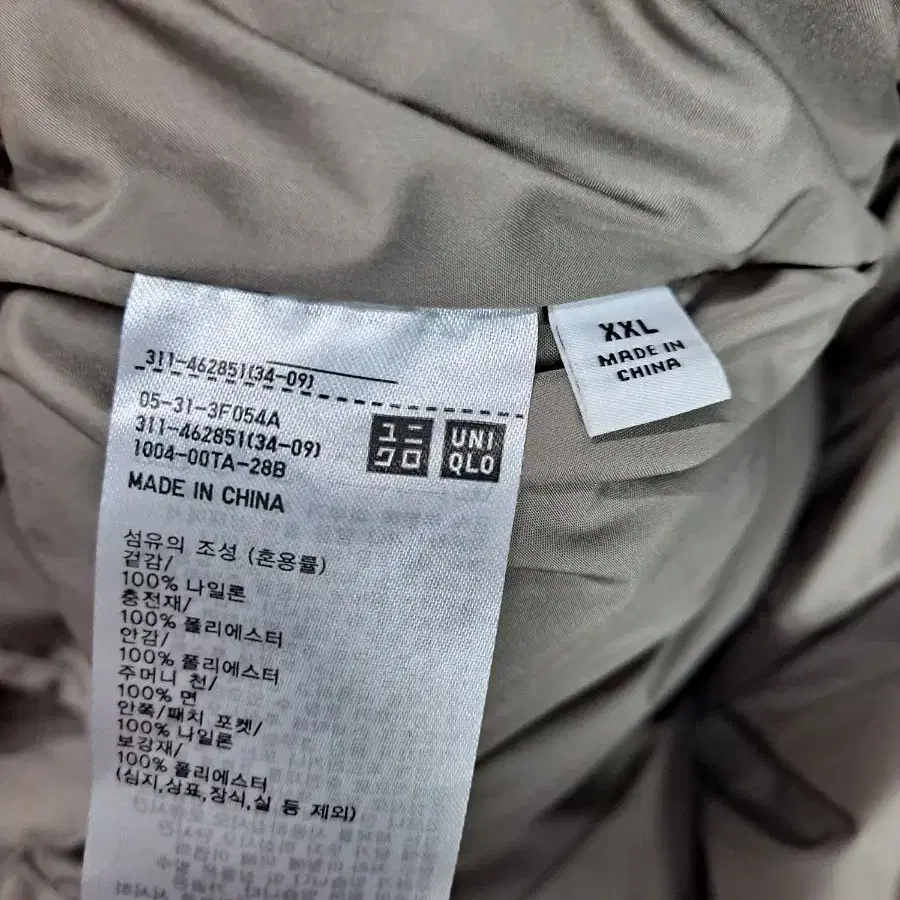 311-462851(34-09)
05-31-3F054A
311-462851(34-09)
1004-00TA-28B
MADE IN CHINA
ユニ
クロ
UNI
QLO
XXL
MADE IN
CHINA
섬유의 조성 (혼용률)
겉감/
100% 나일론
충전재/
100% 폴리에스터
안감/
100% 폴리에스터
주머니 천/
100% 면
안쪽/패치 포켓/
100% 나일론
보강재/
100% 폴리에스터
(심지,상표,장식,실 등 제외)